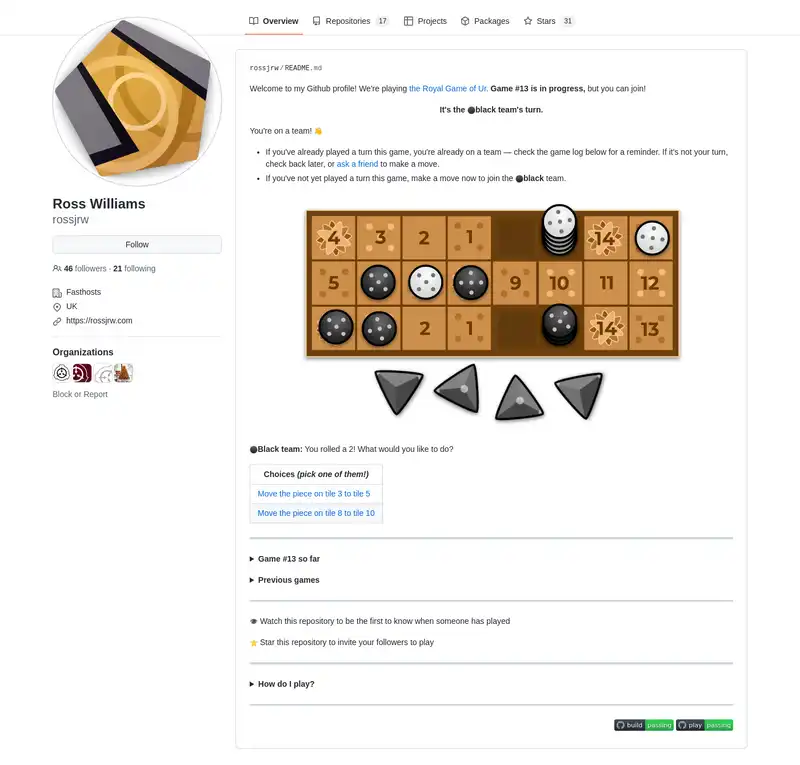 Overview Repositories 17 Projects Packages Stars 31
Ross Williams
rossjrw
Follow
46 followers · 21 following
Fasthosts
UK
https://rossjrw.com
Organizations
Block or Report
rossjrw/README.md
Welcome to my Github profile! We're playing the Royal Game of Ur. Game #13 is in progress, but you can join!
It's the ⚫black team's turn.
You're on a team! 👋
• If you've already played a turn this game, you're already on a team — check the game log below for a reminder. If it's not your turn,
check back later, or ask a friend to make a move.
• If you've not yet played a turn this game, make a move now to join the ⚫black team.
4 3 2 1 14
5 9 10 11 12
2 1 14 13
⚫Black team: You rolled a 2! What would you like to do?
Choices (pick one of them!)
Move the piece on tile 3 to tile 5
Move the piece on tile 8 to tile 10
Game #13 so far
Previous games
👁 Watch this repository to be the first to know when someone has played
⭐ Star this repository to invite your followers to play
How do I play?
build passing play passing